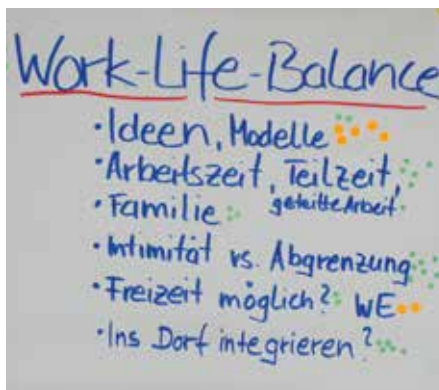 Work-Life-Balance
• Ideen, Modelle
• Arbeitszeit, Teilzeit,
geteilte Arbeit
• Familie
• Intimität vs. Abgrenzung
• Freizeit möglich? WE
• Ins Dorf integrieren?